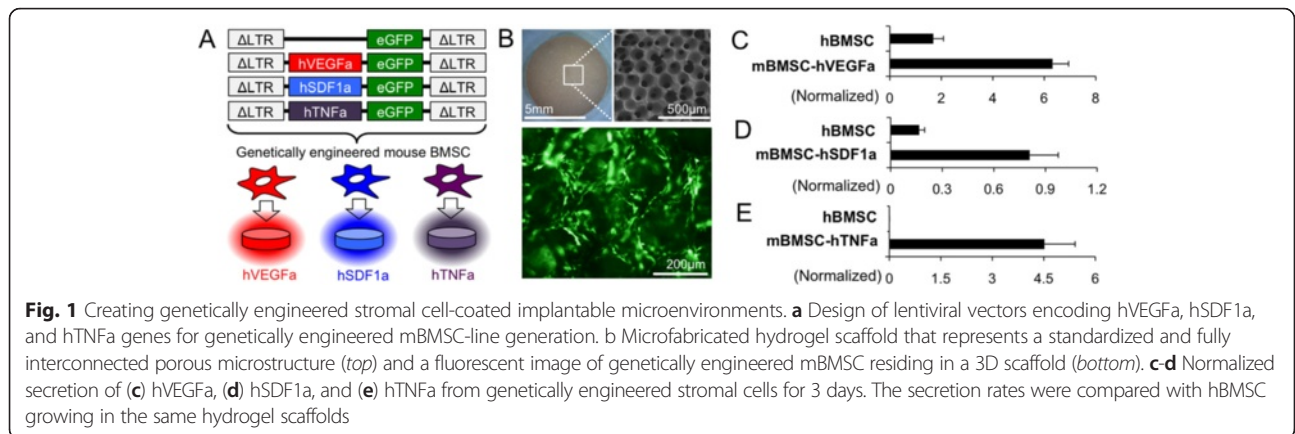 A
ΔLTR eGFP ΔLTR
ΔLTR hVEGFa eGFP ΔLTR
ΔLTR hSDF1a eGFP ΔLTR
ΔLTR hTNFa eGFP ΔLTR
Genetically engineered mouse BMSC
hVEGFa hSDF1a hTNFa
B
5mm 500μm
200μm
C
hBMSC
mBMSC-hVEGFa
(Normalized) 0 2 4 6 8
D
hBMSC
mBMSC-hSDF1a
(Normalized) 0 0.3 0.6 0.9 1.2
E
hBMSC
mBMSC-hTNFa
(Normalized) 0 1.5 3 4.5 6
Fig. 1 Creating genetically engineered stromal cell-coated implantable microenvironments. a Design of lentiviral vectors encoding hVEGFa, hSDF1a,
and hTNFa genes for genetically engineered mBMSC-line generation. b Microfabricated hydrogel scaffold that represents a standardized and fully
interconnected porous microstructure (top) and a fluorescent image of genetically engineered mBMSC residing in a 3D scaffold (bottom). c-d Normalized
secretion of (c) hVEGFa, (d) hSDF1a, and (e) hTNFa from genetically engineered stromal cells for 3 days. The secretion rates were compared with hBMSC
growing in the same hydrogel scaffolds